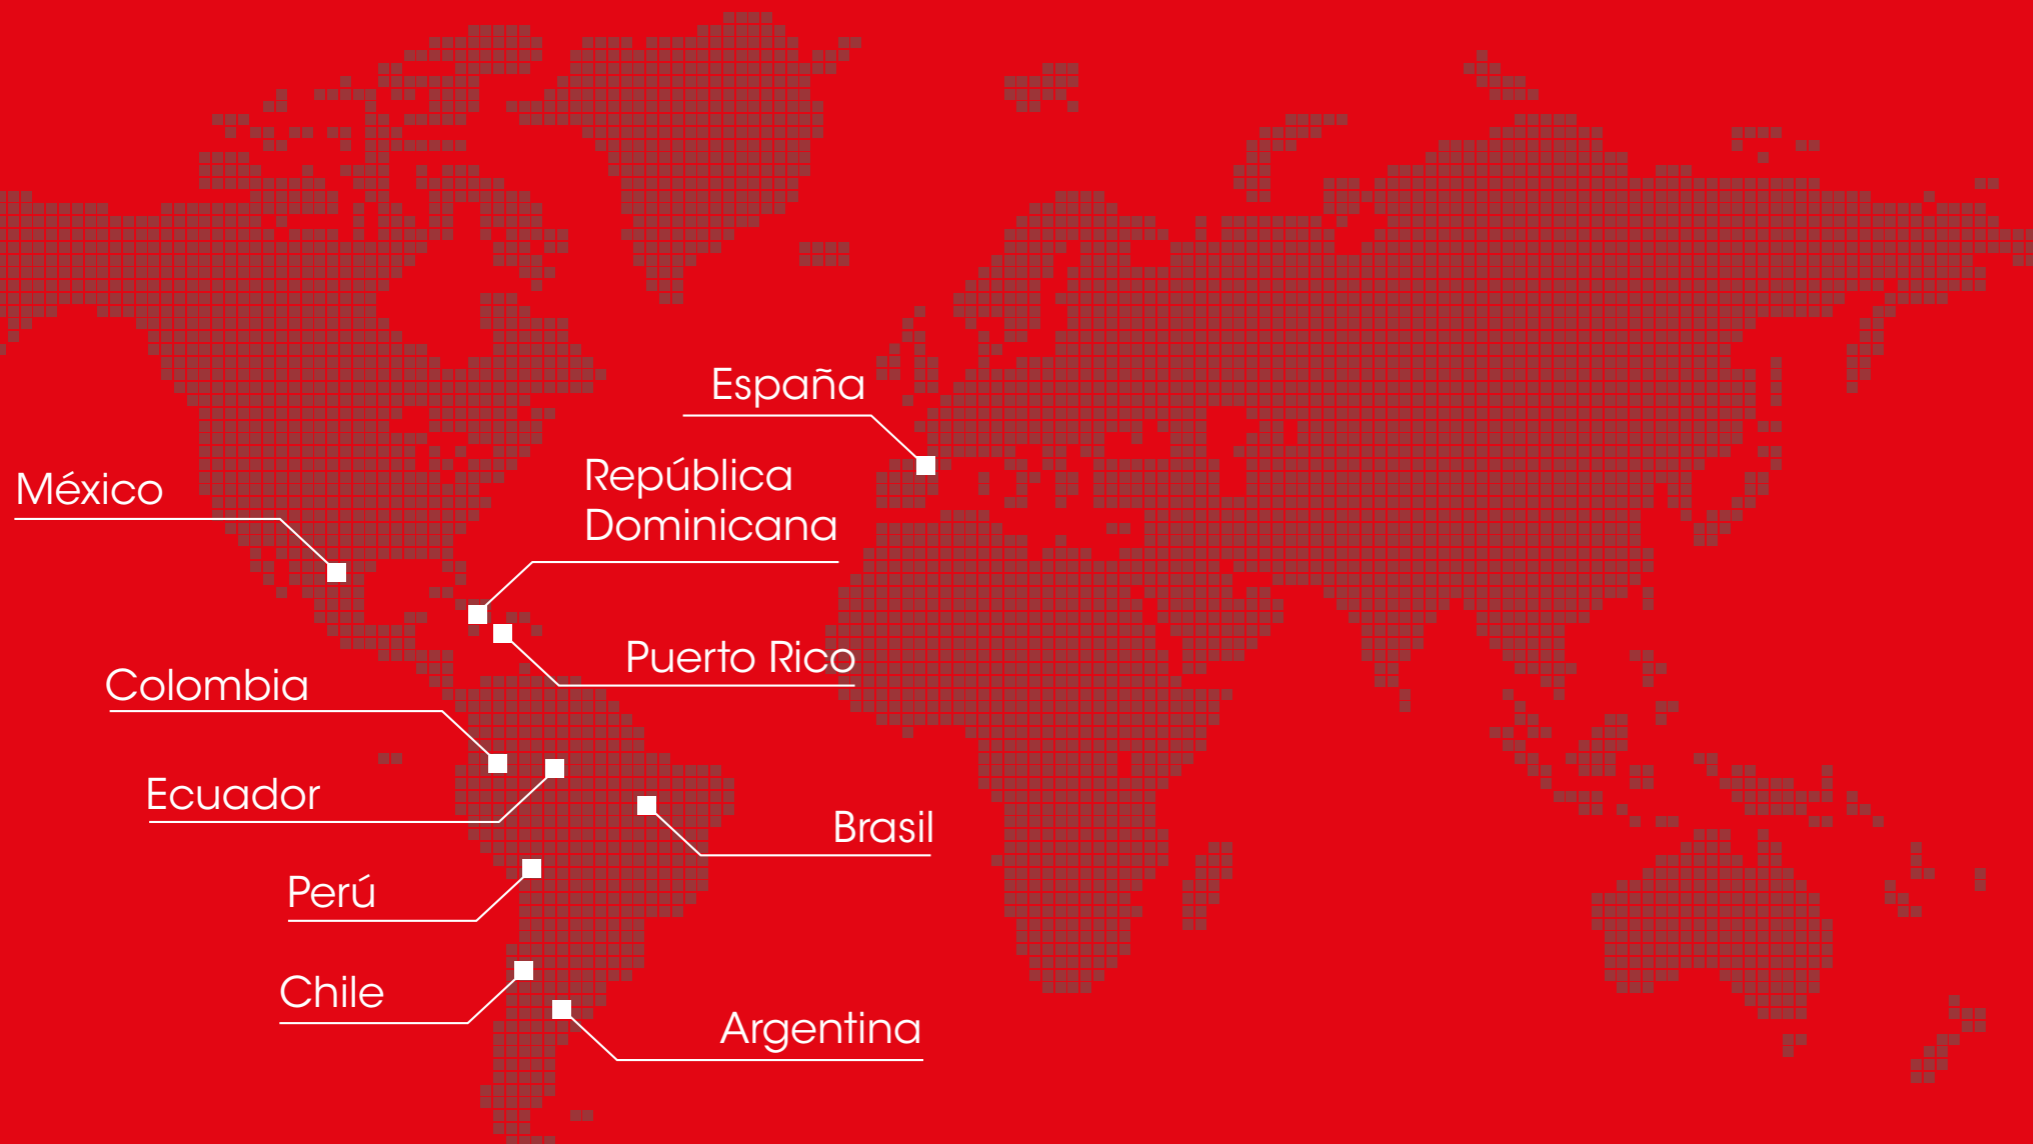 España
República
Dominicana
México
Puerto Rico
Colombia
Ecuador
Brasil
Perú
Chile
Argentina